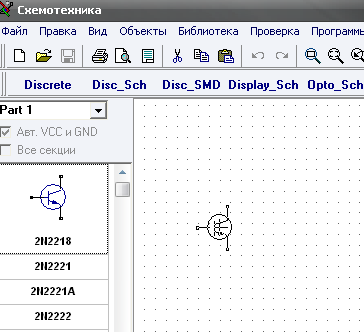 Схемотехника
Файл Правка Вид Объекты Библиотека Проверка
Discrete Disc_Sch Disc_SMD Display_Sch Opto_Sch
Part 1
Авт. VCC и GND
Все секции
2N2218
2N2221
2N2221A
2N2222